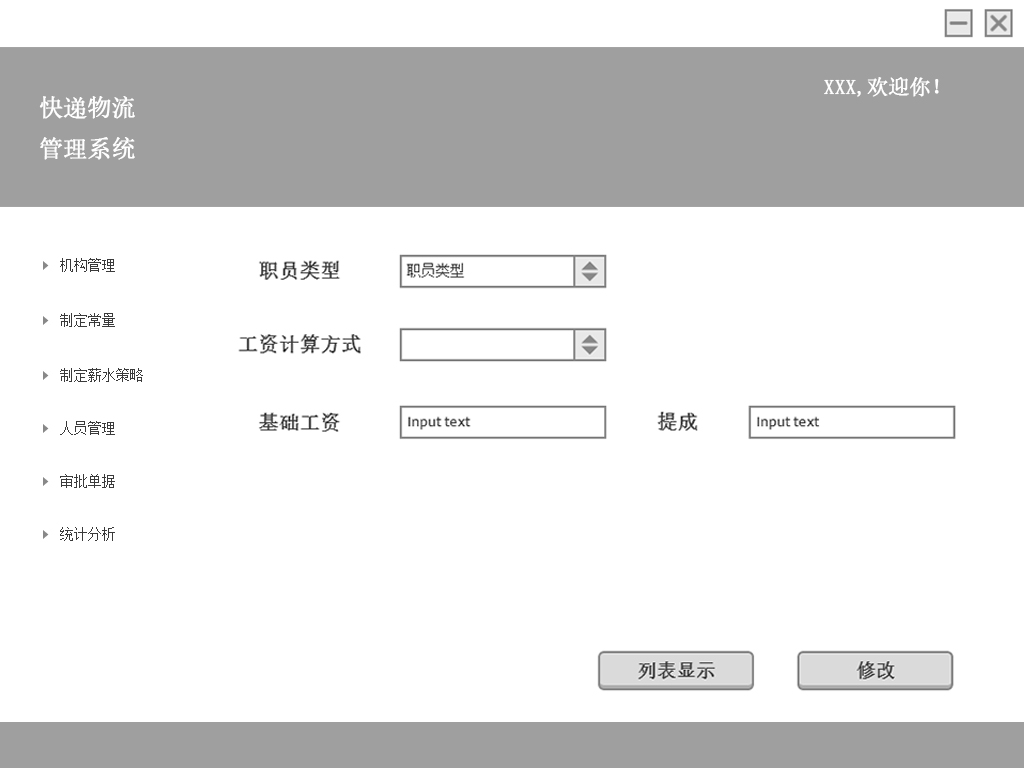 XXX,欢迎你!
快递物流
管理系统
机构管理
制定常量
制定薪水策略
人员管理
审批单据
统计分析
职员类型 职员类型
工资计算方式
基础工资 Input text 提成 Input text
列表显示 修改